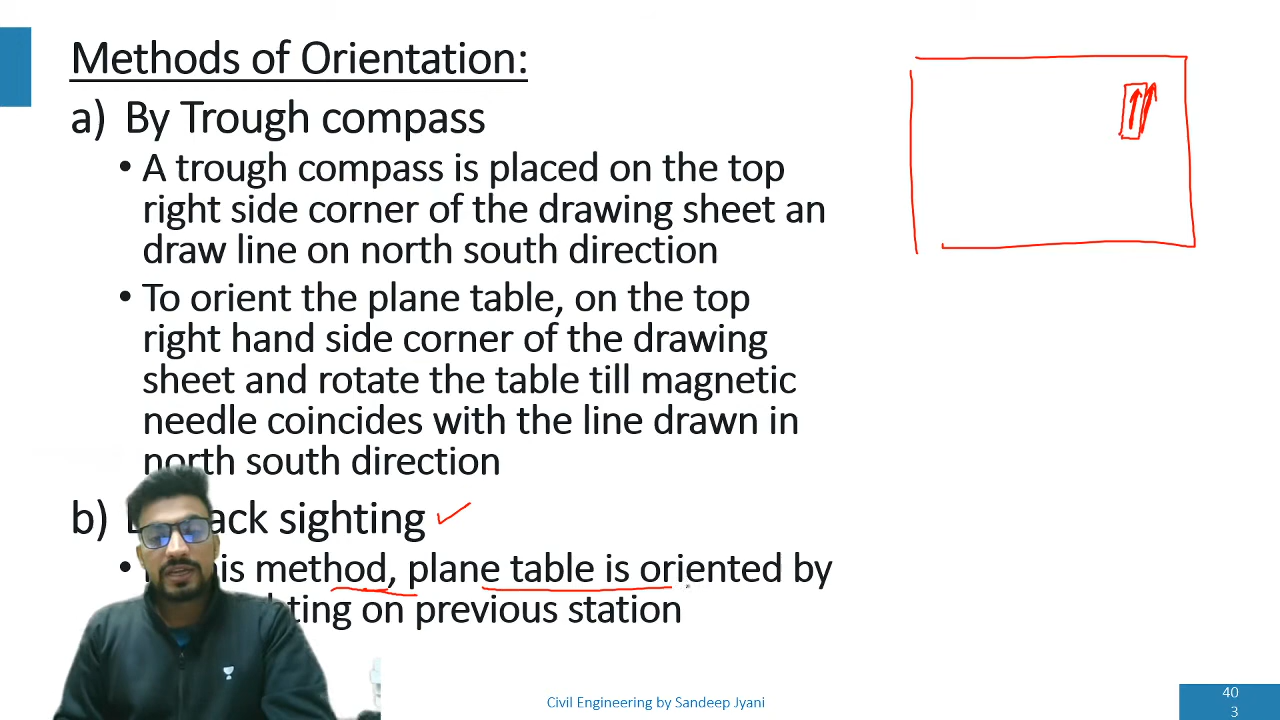 Methods of Orientation:
a) By Trough compass
• A trough compass is placed on the top
right side corner of the drawing sheet an
draw line on north south direction
• To orient the plane table, on the top
right hand side corner of the drawing
sheet and rotate the table till magnetic
needle coincides with the line drawn in
north south direction
b) sighting
• method, plane table is oriented by
on previous station
Civil Engineering by Sandeep Jyani
40
3